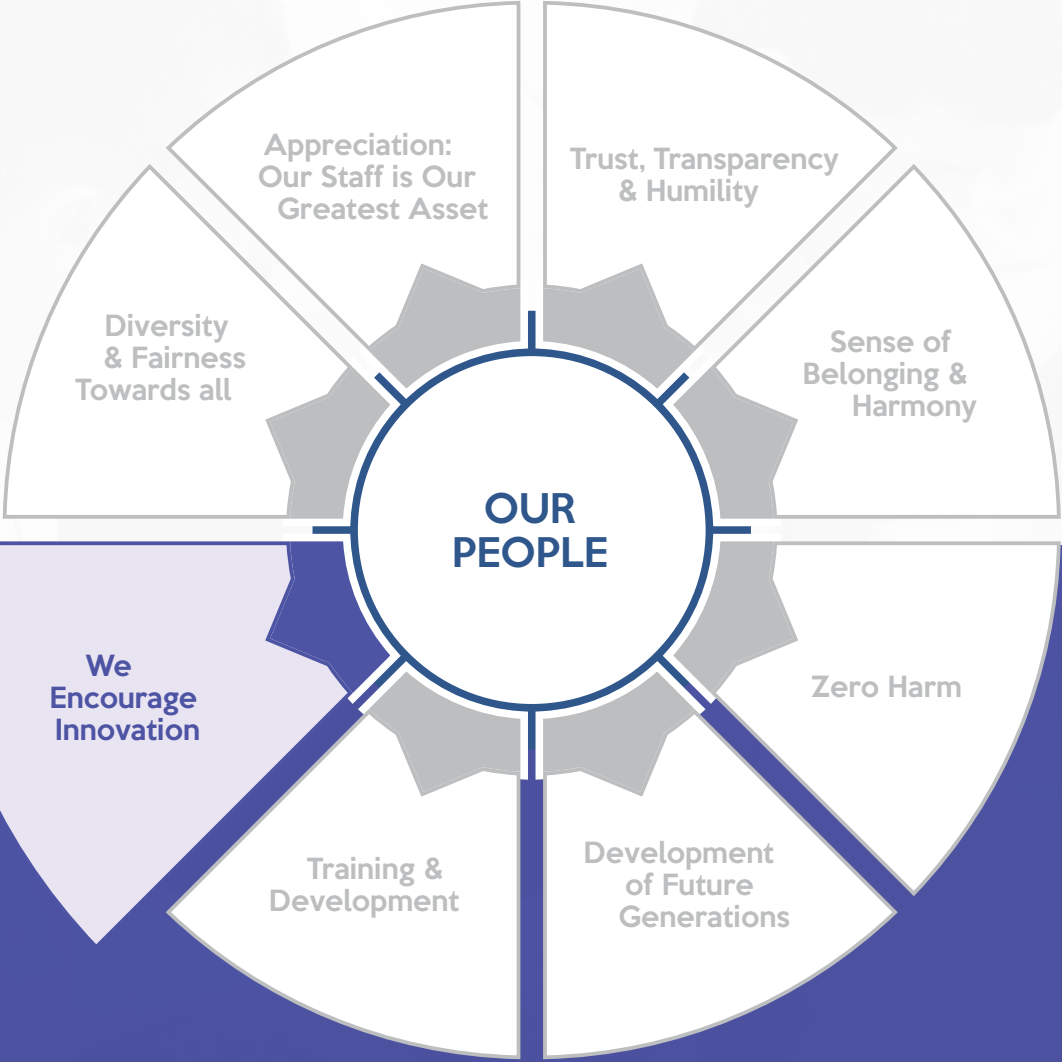 Appreciation:
Our Staff is Our
Greatest Asset
Trust, Transparency
& Humility
Sense of
Belonging &
Harmony
Zero Harm
Development
of Future
Generations
Training &
Development
We
Encourage
Innovation
Diversity
& Fairness
Towards all
OUR
PEOPLE